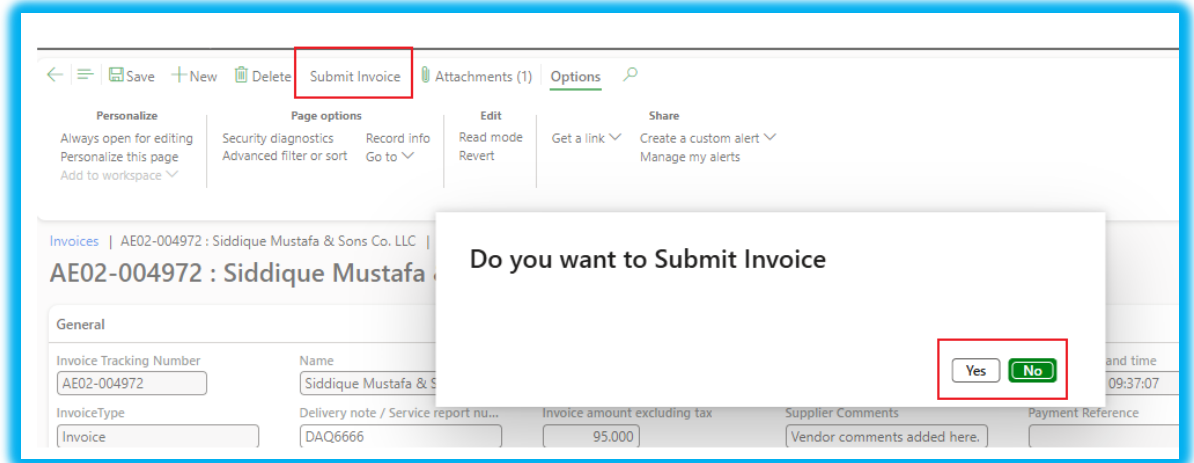 Save New Delete Submit Invoice Attachments (1) Options
Personalize Page options Edit Share
Always open for editing Security diagnostics Record info Read mode Get a link Create a custom alert
Personalize this page Advanced filter or sort Go to Revert Manage my alerts
Add to workspace
Invoices | AE02-004972 : Siddique Mustafa & Sons Co. LLC |
AE02-004972 : Siddique Mustafa
Do you want to Submit Invoice
General
Yes No
Invoice Tracking Number Name and time
AE02-004972 Siddique Mustafa & S 09:37:07
InvoiceType Delivery note / Service report nu... Invoice amount excluding tax Supplier Comments Payment Reference
Invoice DAQ6666 95.000 Vendor comments added here.